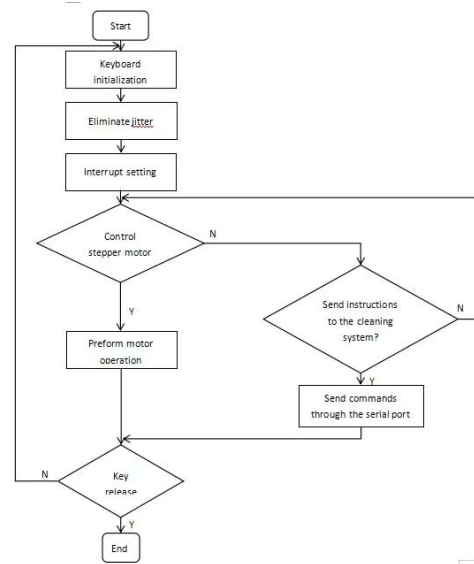 Start
Keyboard
initialization
Eliminate jitter
Interrupt setting
Control
stepper motor
N
Y
Send instructions
to the cleaning
system?
N
Y
Preform motor
operation
Send commands
through the serial port
Key
release
N
Y
End